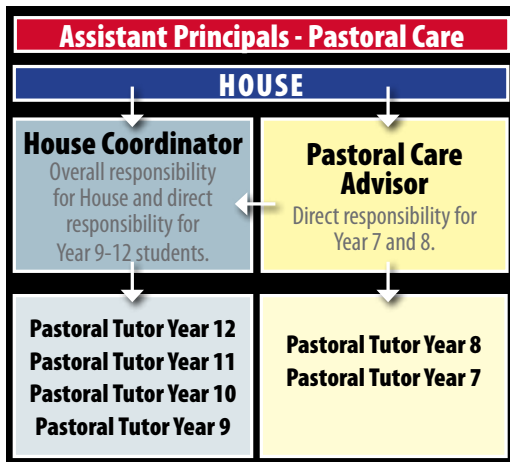 Assistant Principals - Pastoral Care
HOUSE
House Coordinator
Overall responsibility
for House and direct
responsibility for
Year 9-12 students.
Pastoral Care
Advisor
Direct responsibility for
Year 7 and 8.
Pastoral Tutor Year 12
Pastoral Tutor Year 11
Pastoral Tutor Year 10
Pastoral Tutor Year 9
Pastoral Tutor Year 8
Pastoral Tutor Year 7